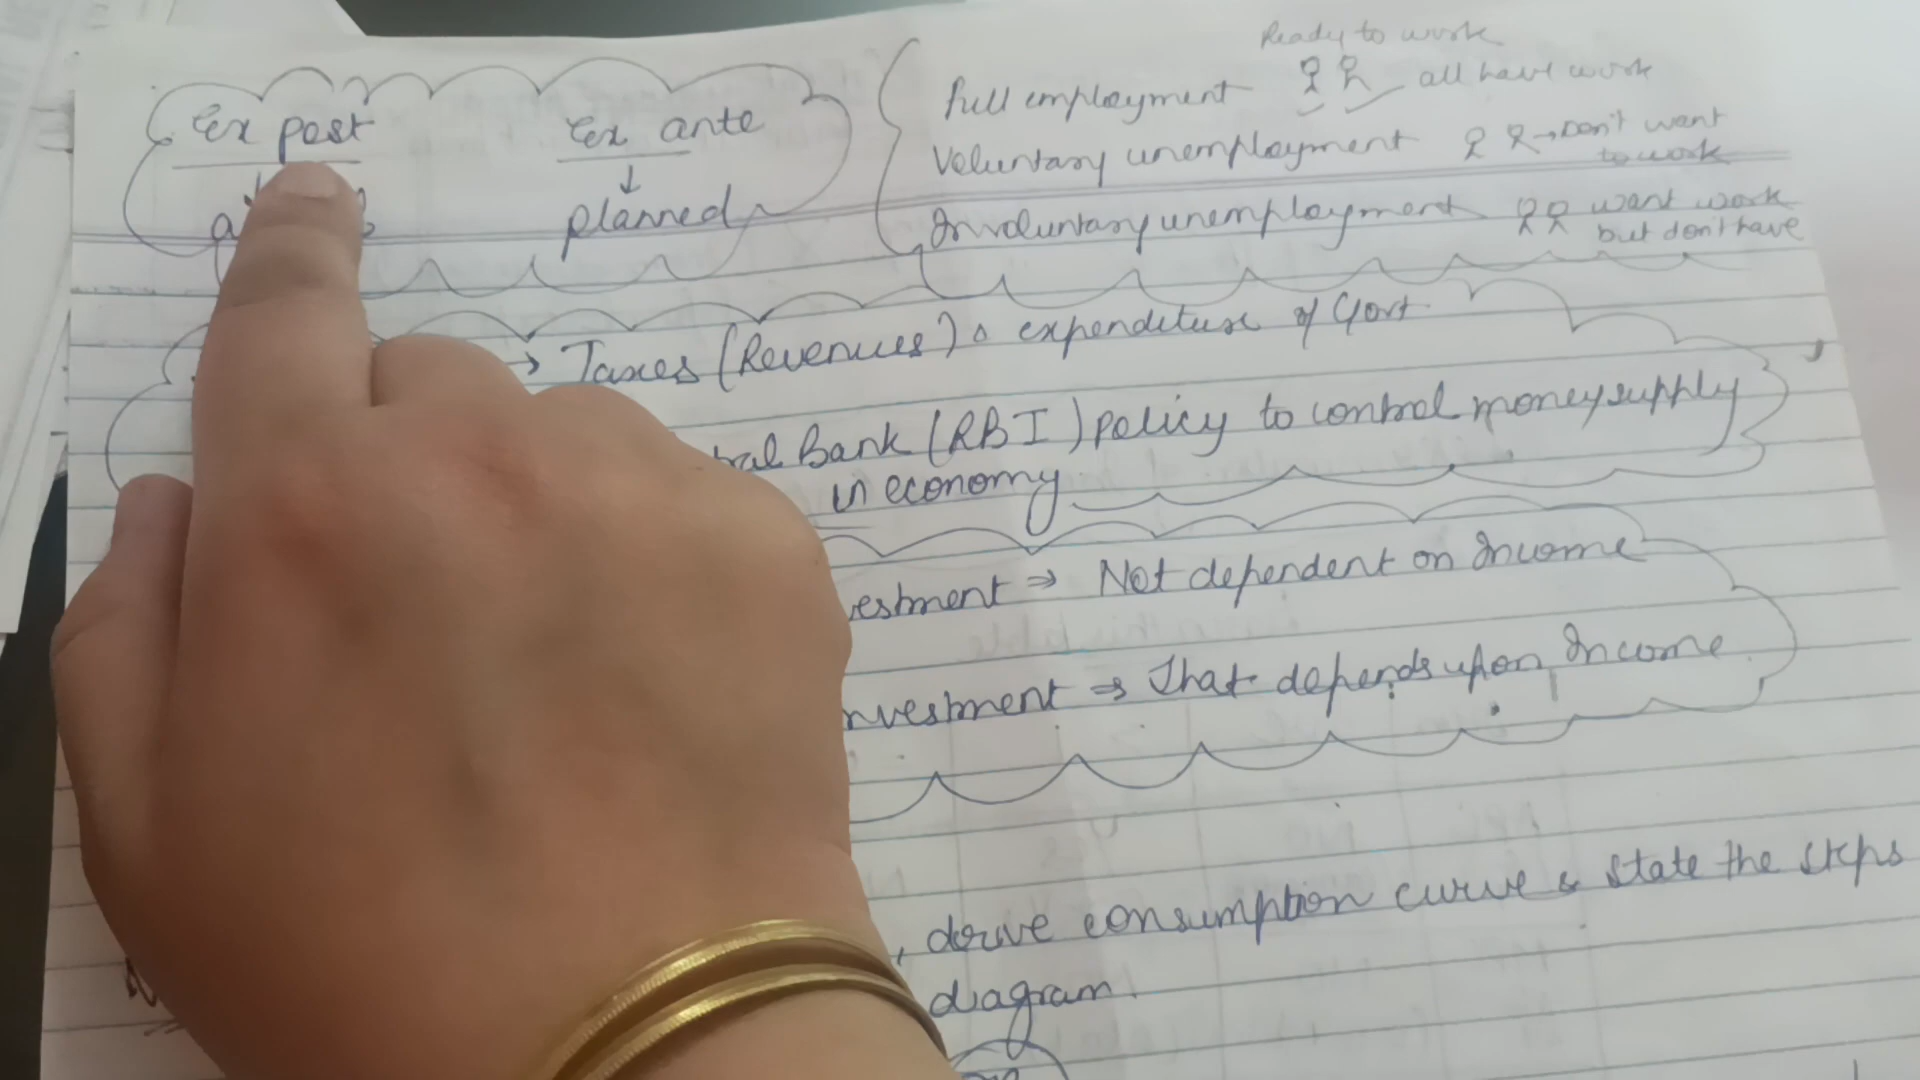 Ex post Ex ante
↓ ↓
planned
Ready to work
Full employment all have work
Voluntary unemployment → Don't want
to work
Involuntary unemployment want work
but don't have
→ Taxes (Revenues) & expenditure of Govt.
Bank (RBI) policy to control money supply
in economy
⇒ Not dependent on Income
⇒ That depends upon Income
, derive consumption curve & state the steps
diagram.